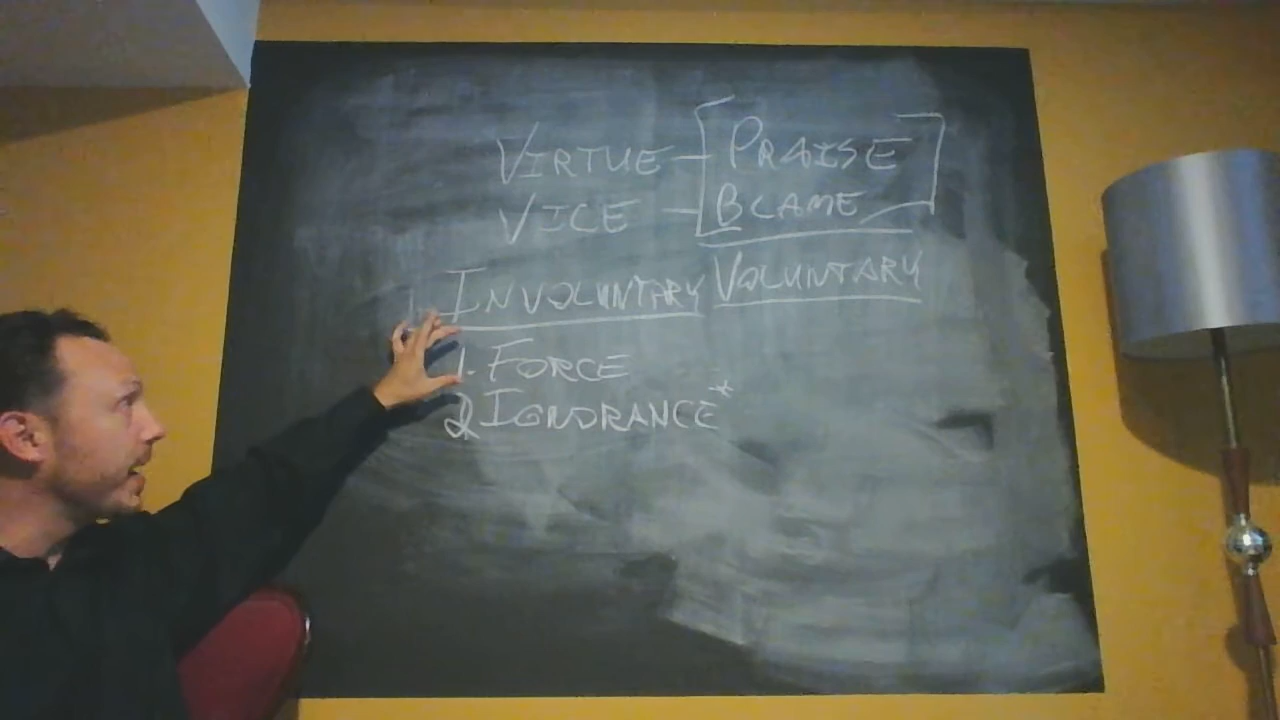 VIRTUE - PRAISE
VICE - BLAME
INVOLUNTARY VOLUNTARY
1. FORCE
2 IGNORANCE*